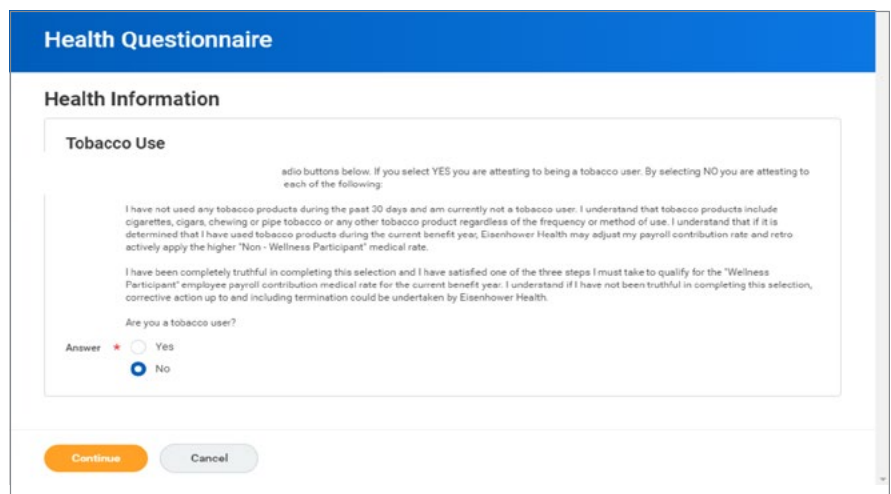 Health Questionnaire
Health Information
Tobacco Use
adio buttons below. If you select YES you are attesting to being a tobacco user. By selecting NO you are attesting to
each of the following:
I have not used any tobacco products during the past 30 days and am currently not a tobacco user. I understand that tobacco products include
cigarettes, cigars, chewing or pipe tobacco or any other tobacco product regardless of the frequency or method of use. I understand that if it is
determined that I have used tobacco products during the current benefit year, Eisenhower Health may adjust my payroll contribution rate and retro
actively apply the higher "Non - Wellness Participant" medical rate.
I have been completely truthful in completing this selection and I have satisfied one of the three steps I must take to qualify for the "Wellness
Participant" employee payroll contribution medical rate for the current benefit year. I understand if I have not been truthful in completing this selection,
corrective action up to and including termination could be undertaken by Eisenhower Health.
Are you a tobacco user?
Answer * Yes
No
Continue Cancel